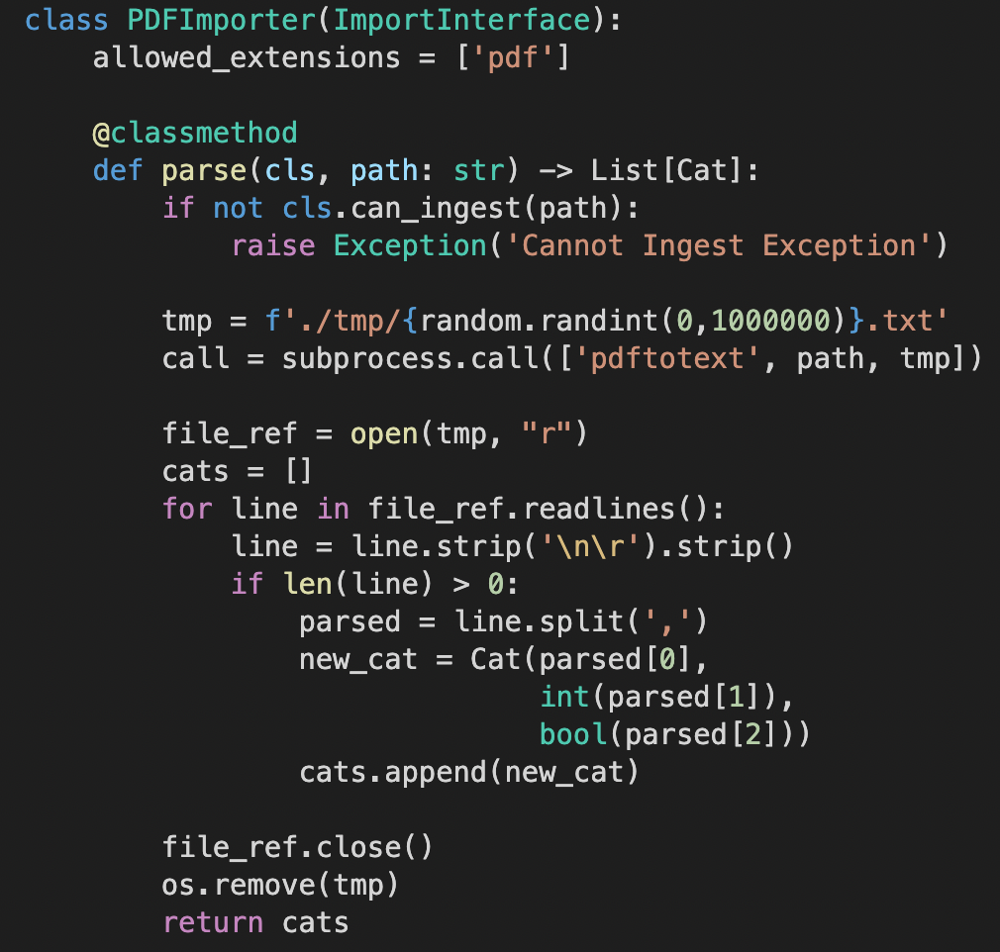 class PDFImporter(ImportInterface):
    allowed_extensions = ['pdf']

    @classmethod
    def parse(cls, path: str) -> List[Cat]:
        if not cls.can_ingest(path):
            raise Exception('Cannot Ingest Exception')

        tmp = f'./tmp/{random.randint(0,1000000)}.txt'
        call = subprocess.call(['pdftotext', path, tmp])

        file_ref = open(tmp, "r")
        cats = []
        for line in file_ref.readlines():
            line = line.strip('\n\r').strip()
            if len(line) > 0:
                parsed = line.split(',')
                new_cat = Cat(parsed[0],
                              int(parsed[1]),
                              bool(parsed[2]))
                cats.append(new_cat)

        file_ref.close()
        os.remove(tmp)
        return cats